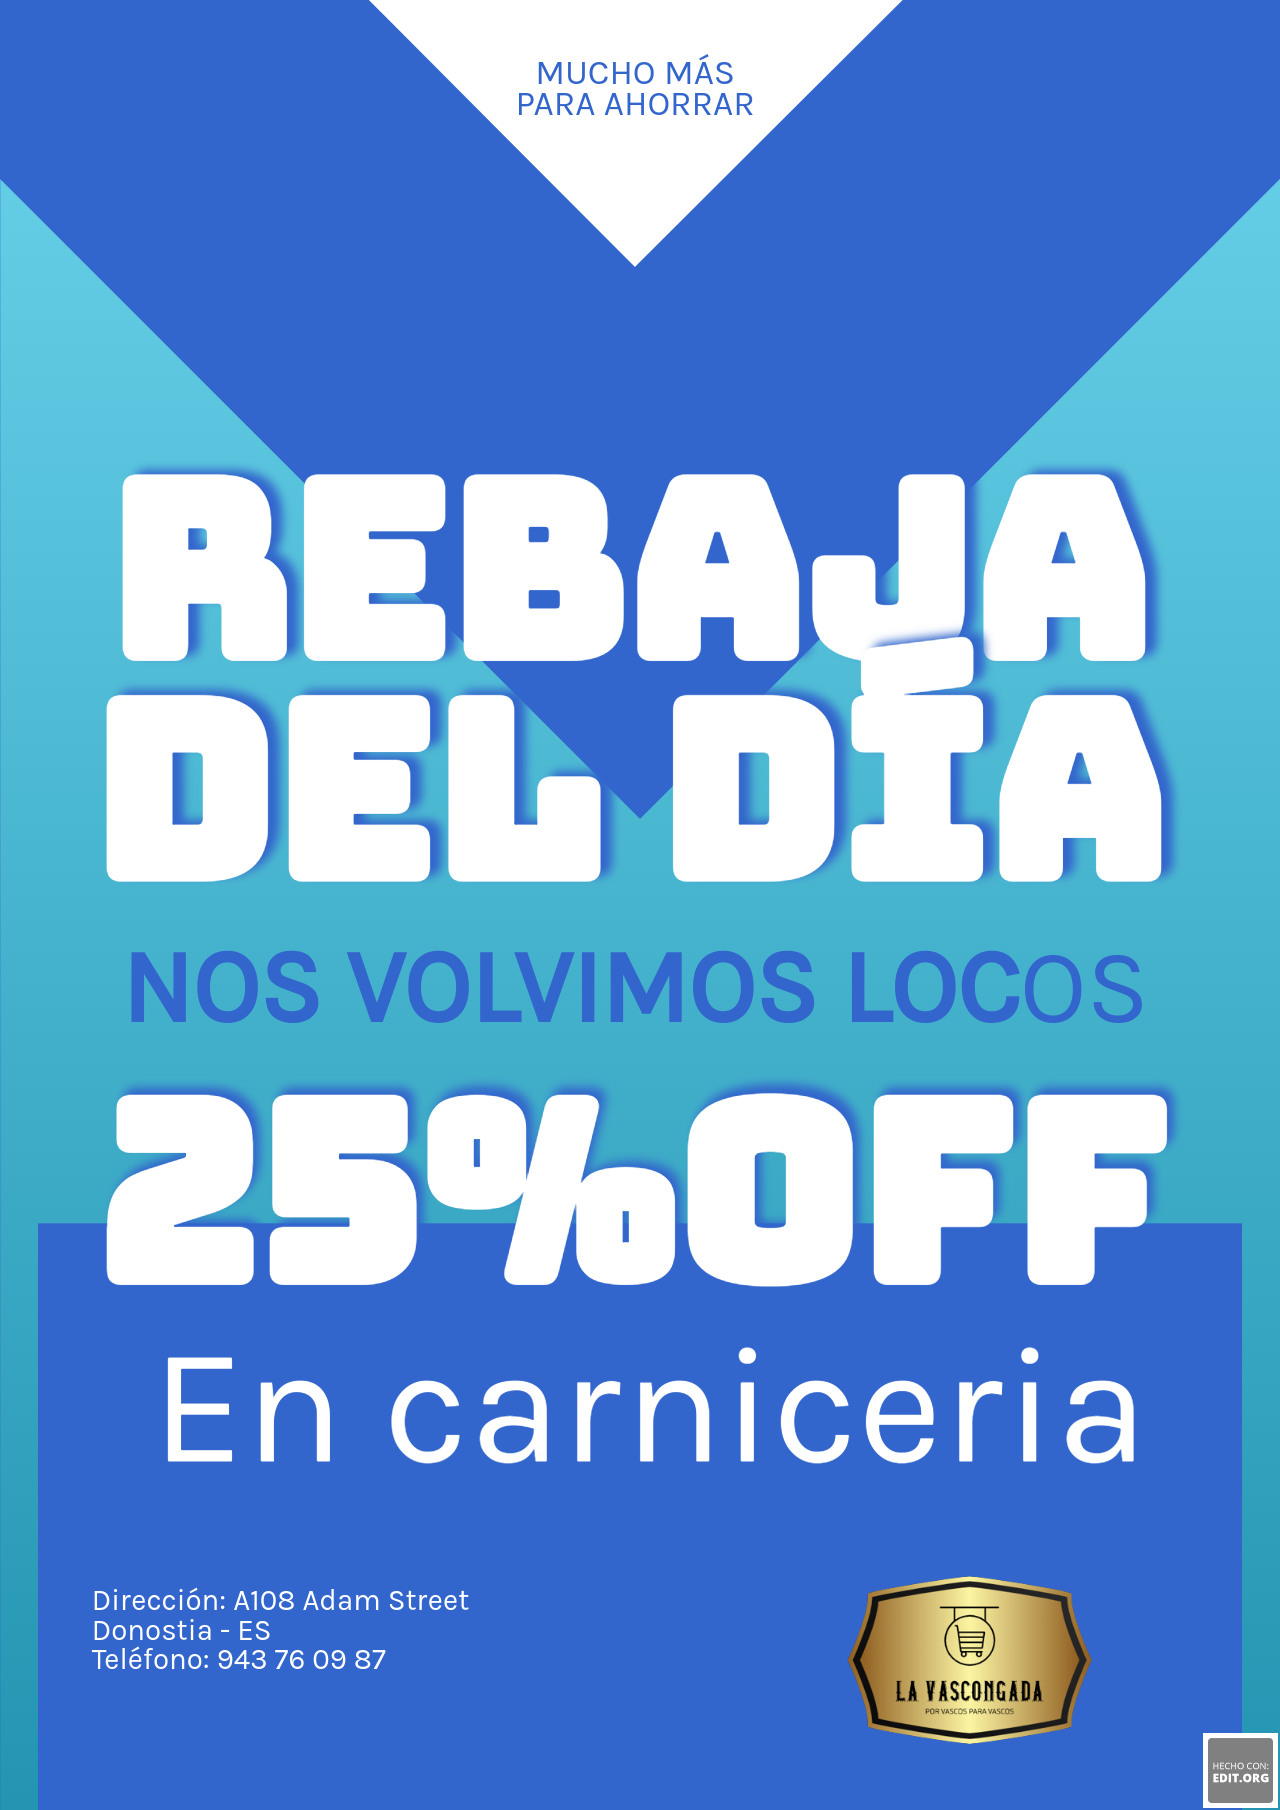 MUCHO MÁS
PARA AHORRAR
REBAJA
DEL DÍA
NOS VOLVIMOS LOCOS
25%OFF
En carniceria
Dirección: A108 Adam Street
Donostia - ES
Teléfono: 943 76 09 87
LA VASCONGADA
POR VASCOS PARA VASCOS
HECHO CON:
EDIT.ORG